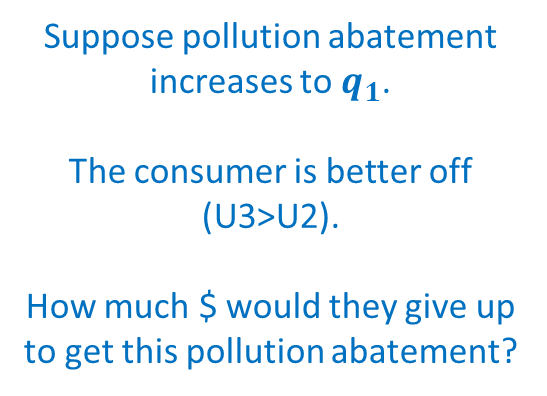 Suppose pollution abatement
increases to q₁.
The consumer is better off
(U3>U2).
How much $ would they give up
to get this pollution abatement?